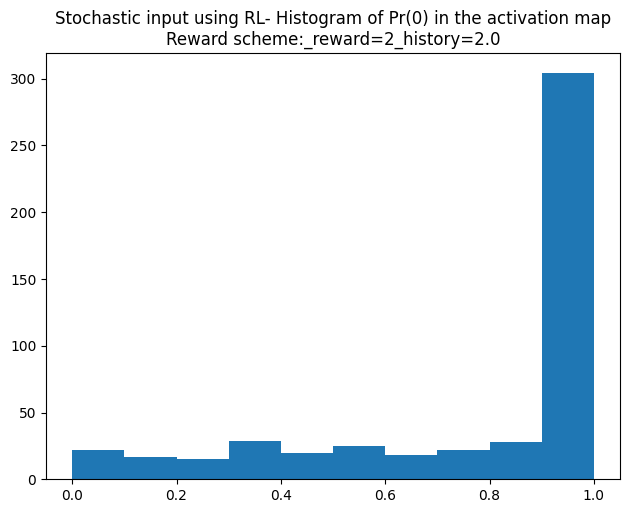 Stochastic input using RL- Histogram of Pr(0) in the activation map
Reward scheme:_reward=2_history=2.0
300
250
200
150
100
50
0
0.0 0.2 0.4 0.6 0.8 1.0